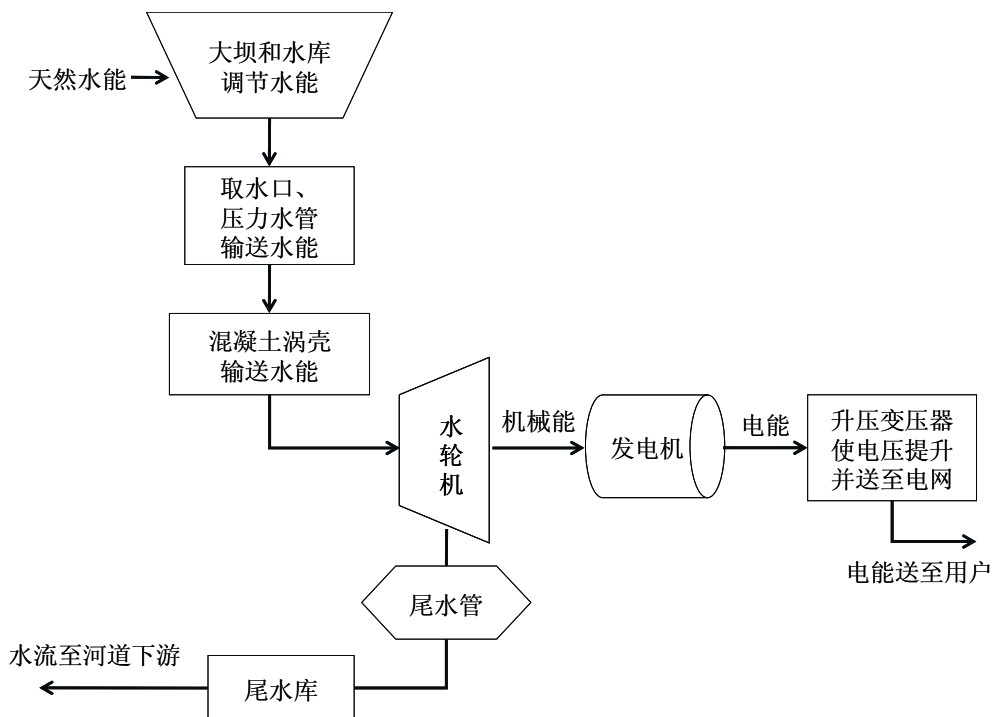 天然水能
大坝和水库
调节水能
取水口、
压力水管
输送水能
混凝土涡壳
输送水能
水
轮
机
机械能
发电机
电能
升压变压器
使电压提升
并送至电网
电能送至用户
尾水管
水流至河道下游
尾水库